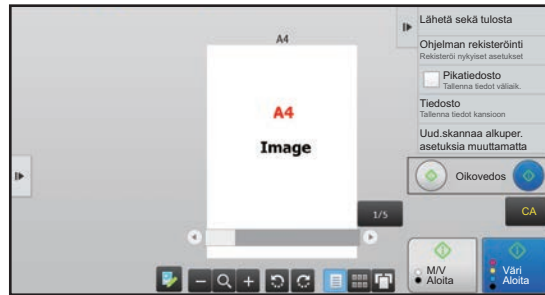 A4
A4
Image
1/5
Lähetä sekä tulosta
Ohjelman rekisteröinti
Rekisteröi nykyiset asetukset
Pikatiedosto
Tallenna tiedot väliaik.
Tiedosto
Tallenna tiedot kansioon
Uud.skannaa alkuper.
asetuksia muuttamatta
Oikovedos
CA
M/V
Aloita
Väri
Aloita